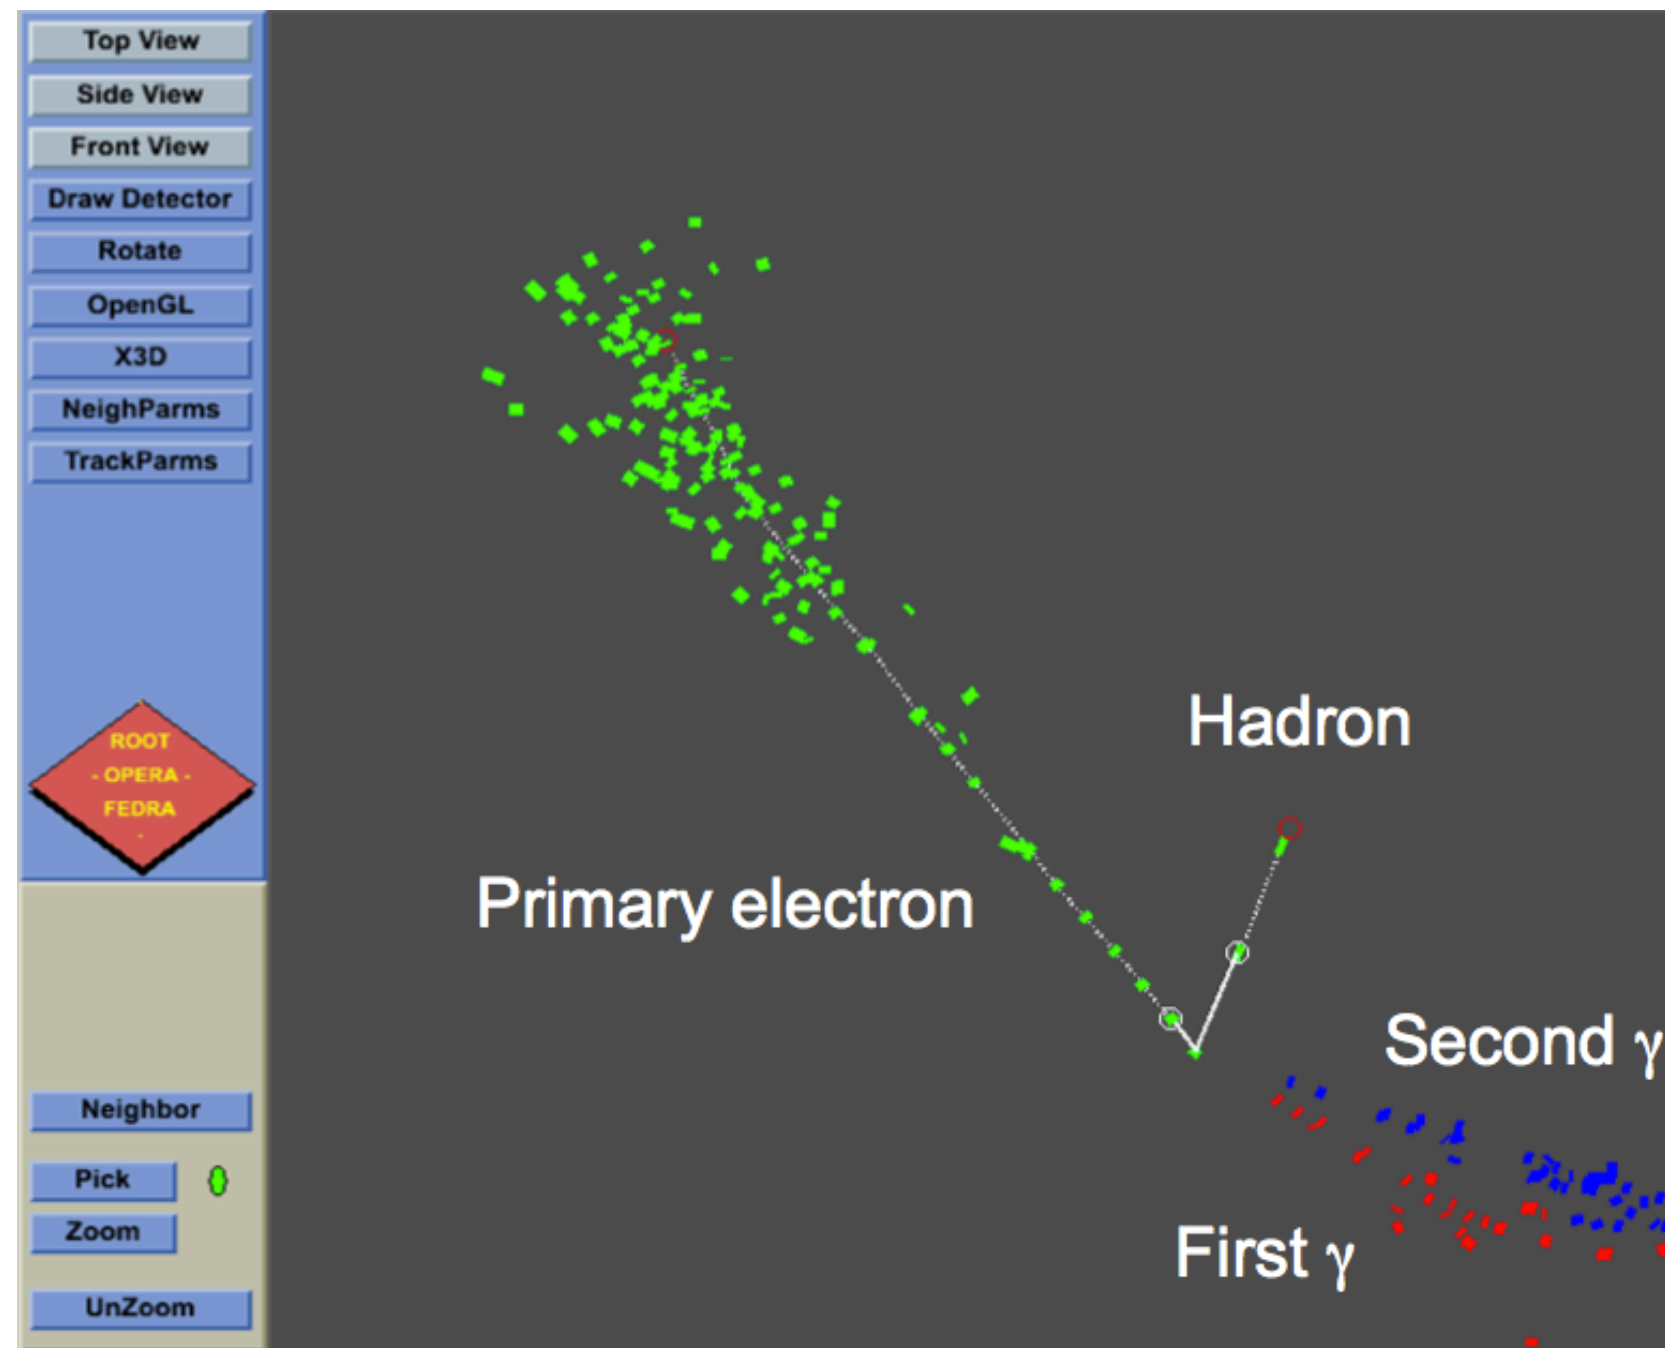 Top View
Side View
Front View
Draw Detector
Rotate
OpenGL
X3D
NeighParms
TrackParms
ROOT
- OPERA -
FEDRA
-
Neighbor
Pick
Zoom
UnZoom
Hadron
Primary electron
Second γ
First γ